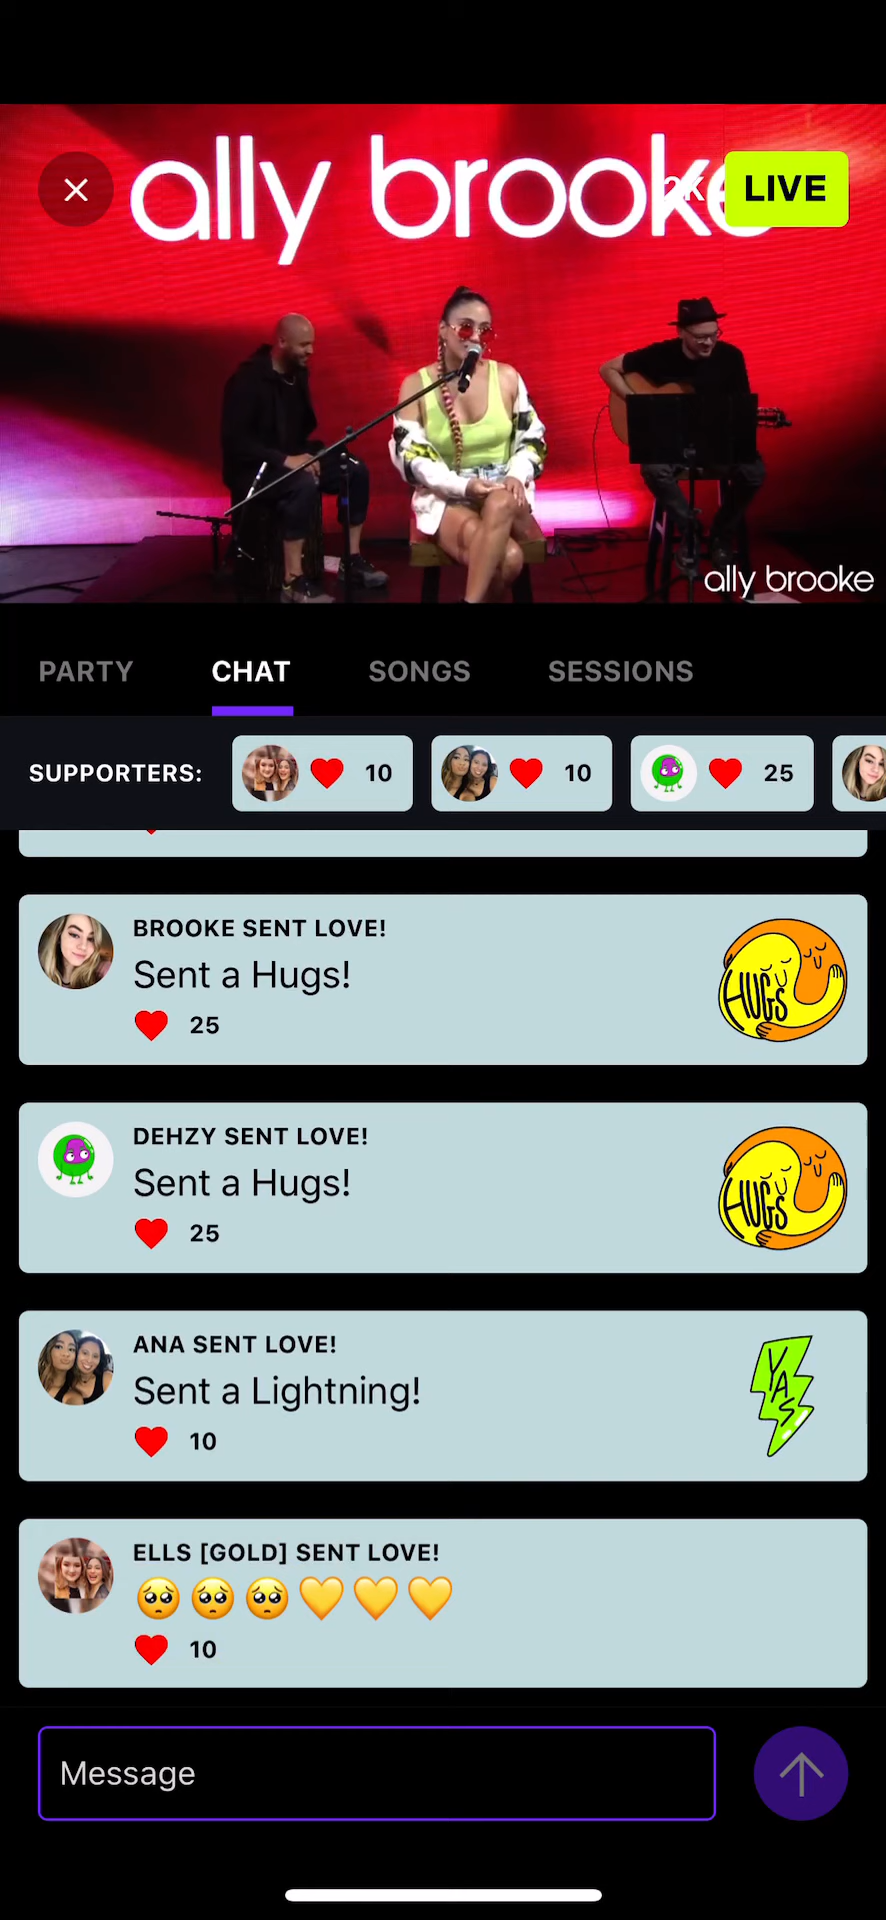 ally brooke
2K
LIVE
ally brooke
PARTY CHAT SONGS SESSIONS
SUPPORTERS: 10 10 25
BROOKE SENT LOVE!
Sent a Hugs!
25
HUGS
DEHZY SENT LOVE!
Sent a Hugs!
25
HUGS
ANA SENT LOVE!
Sent a Lightning!
10
YAS
ELLS [GOLD] SENT LOVE!
🥺🥺🥺💛💛💛
10
Message